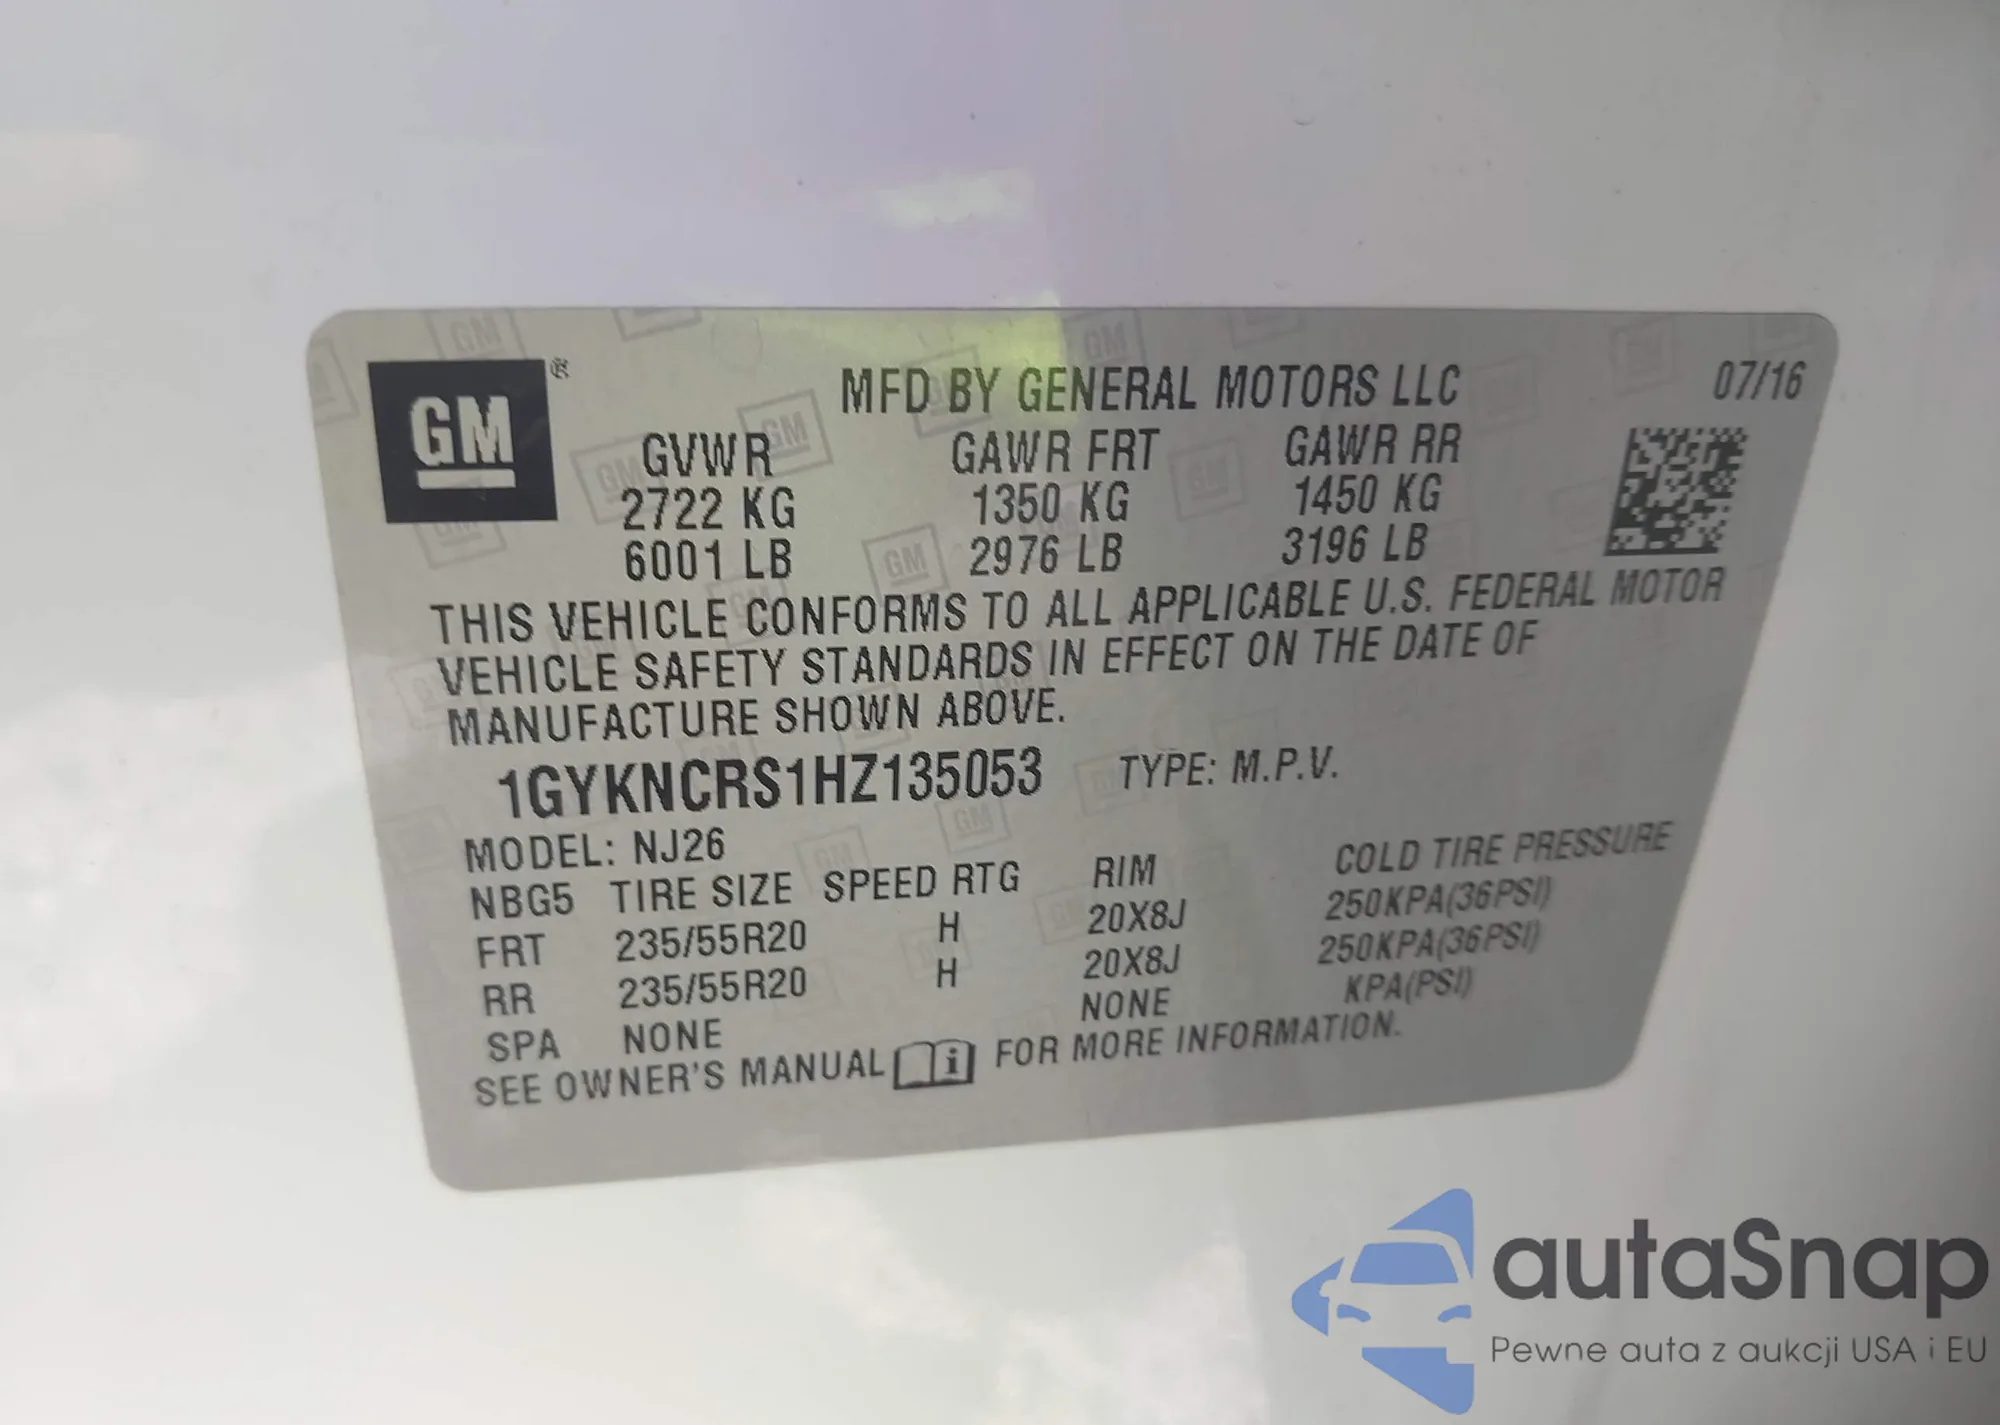 GM ®
MFD BY GENERAL MOTORS LLC 07/16
GVWR GAWR FRT GAWR RR
2722 KG 1350 KG 1450 KG
6001 LB 2976 LB 3196 LB
THIS VEHICLE CONFORMS TO ALL APPLICABLE U.S. FEDERAL MOTOR
VEHICLE SAFETY STANDARDS IN EFFECT ON THE DATE OF
MANUFACTURE SHOWN ABOVE.
1GYKNCRS1HZ135053 TYPE: M.P.V.
MODEL: NJ26
NBG5 TIRE SIZE SPEED RTG RIM COLD TIRE PRESSURE
FRT 235/55R20 H 20X8J 250KPA(36PSI)
RR 235/55R20 H 20X8J 250KPA(36PSI)
SPA NONE NONE KPA(PSI)
SEE OWNER'S MANUAL i FOR MORE INFORMATION.
autaSnap
Pewne auta z aukcji USA i EU